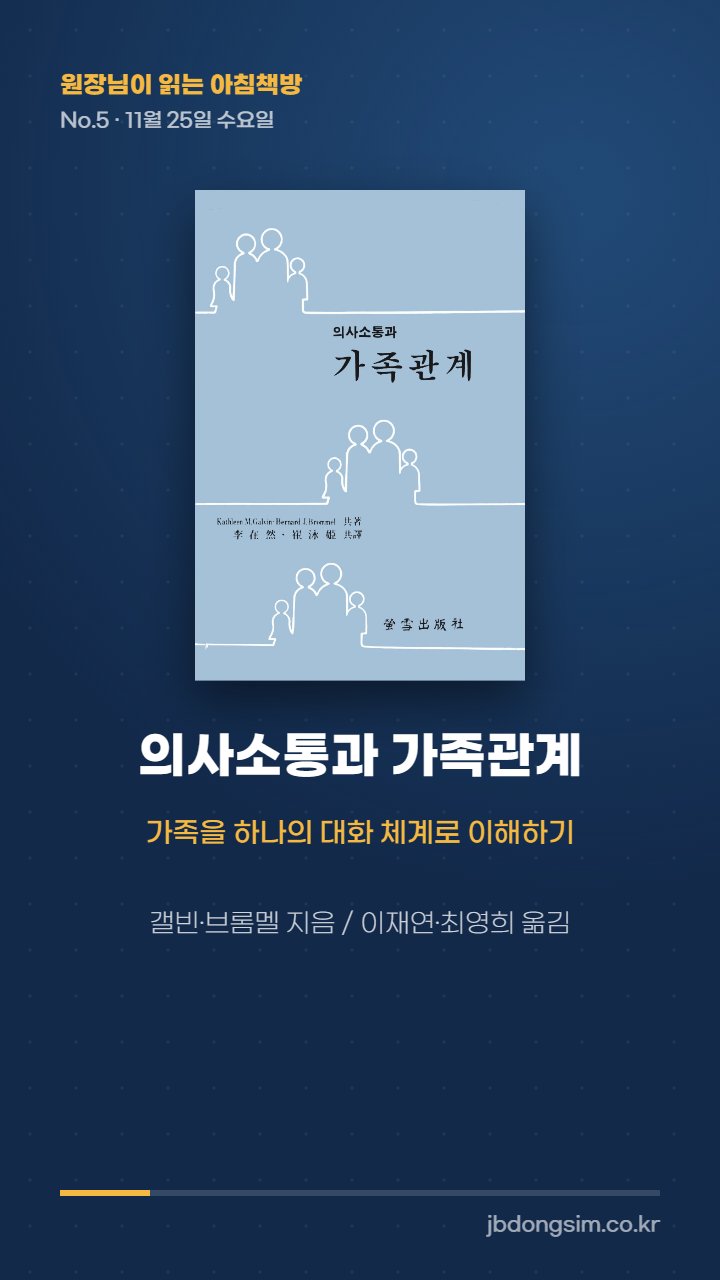 원장님이 읽는 아침책방
No.5 · 11월 25일 수요일
의사소통과
가족관계
Kathleen M.Galvin·Bernard J.Brommel 共著
李在然·崔泳姬 共譯
螢雪出版社
의사소통과 가족관계
가족을 하나의 대화 체계로 이해하기
갤빈·브롬멜 지음 / 이재연·최영희 옮김
jbdongsim.co.kr